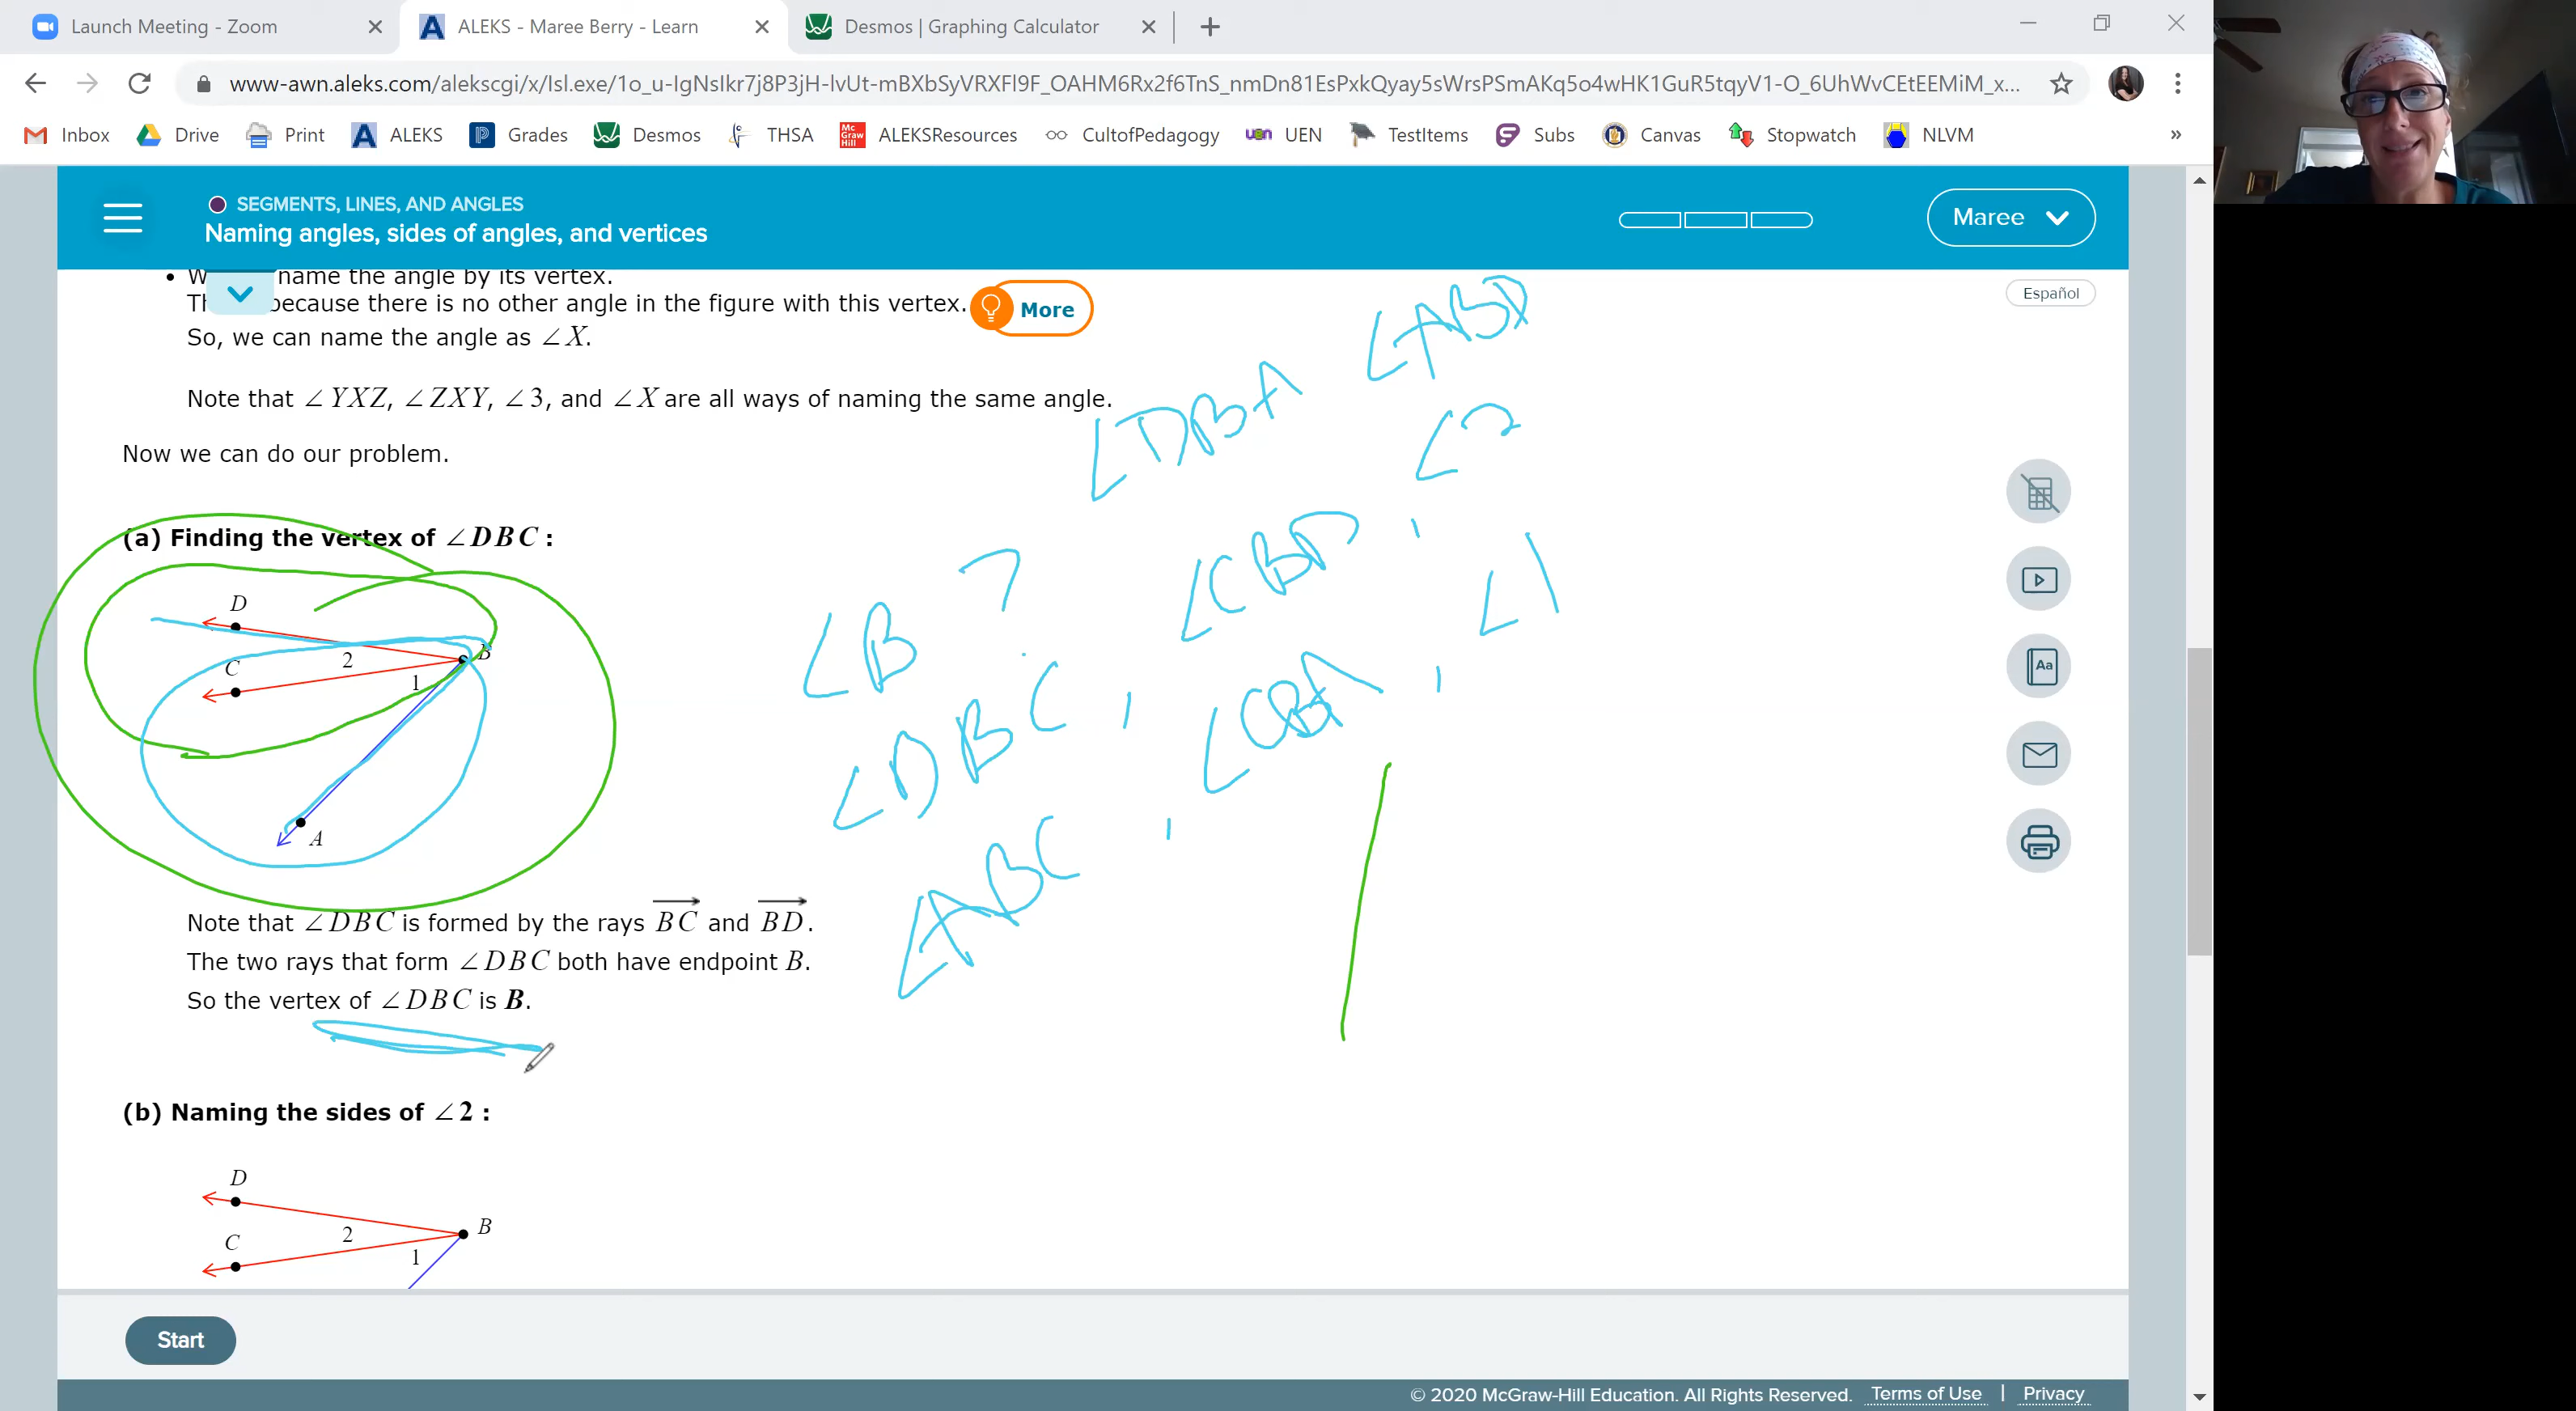 Launch Meeting - Zoom
ALEKS - Maree Berry - Learn
Desmos | Graphing Calculator
www-awn.aleks.com/alekscgi/x/Isl.exe/1o_u-IgNsIkr7j8P3jH-lvUt-mBXbSyVRXFl9F_OAHM6Rx2f6TnS_nmDn81EsPxkQyay5sWrsPSmAKq5o4wHK1GuR5tqyV1-O_6UhWvCEtEEMiM_x...
Inbox Drive Print ALEKS Grades Desmos THSA ALEKSResources CultofPedagogy UEN TestItems Subs Canvas Stopwatch NLVM »
SEGMENTS, LINES, AND ANGLES
Naming angles, sides of angles, and vertices
Maree
Español
name the angle by its vertex.
because there is no other angle in the figure with this vertex.
More
So, we can name the angle as ∠X.
Note that ∠YXZ, ∠ZXY, ∠3, and ∠X are all ways of naming the same angle.
Now we can do our problem.
∠DBA ∠ABD
∠2
(a) Finding the vertex of ∠DBC :
∠B ?
∠CBD ,
∠1
∠DBC , ∠CBA ,
∠ABC ,
D
C
2
B
1
A
Aa
Note that ∠DBC is formed by the rays BC and BD.
The two rays that form ∠DBC both have endpoint B.
So the vertex of ∠DBC is B.
(b) Naming the sides of ∠2 :
D
C
2
B
1
Start
© 2020 McGraw-Hill Education. All Rights Reserved. Terms of Use | Privacy